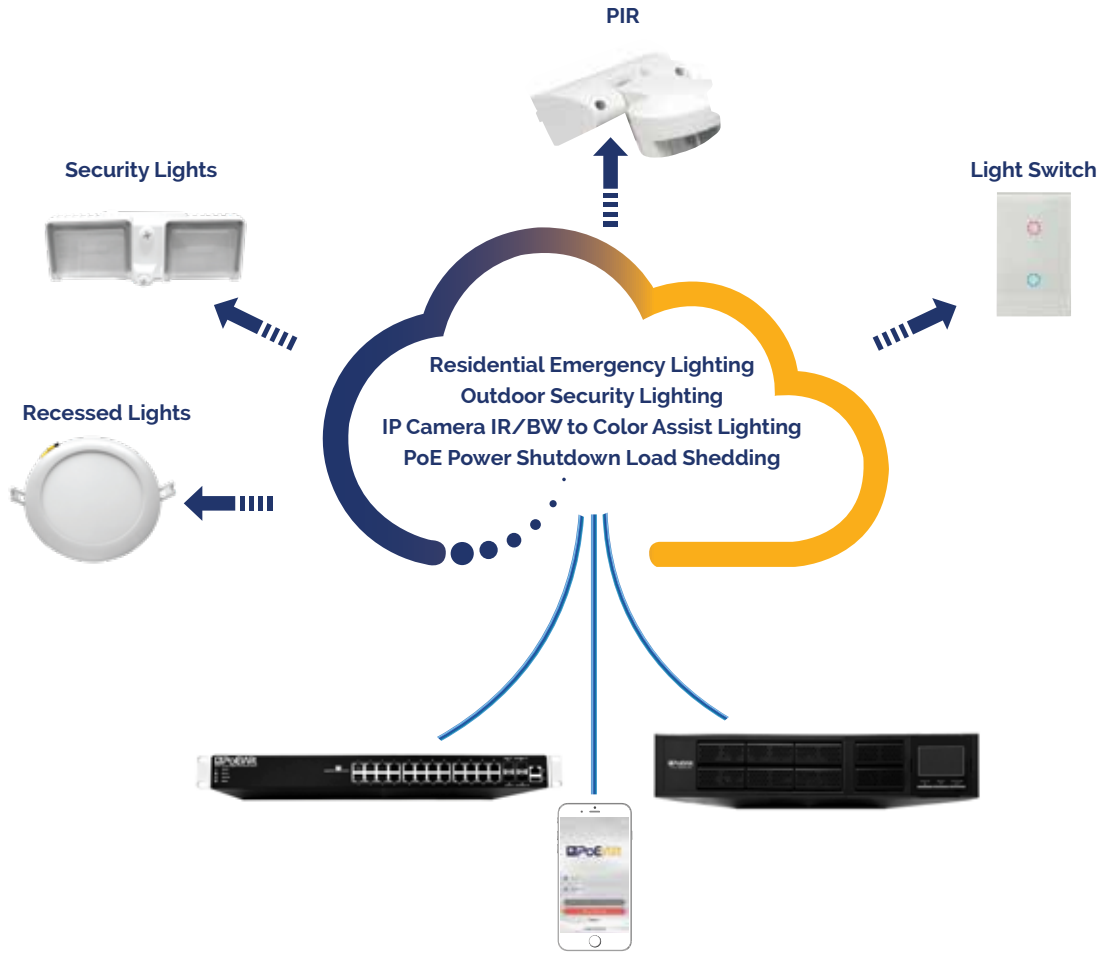 PIR
Security Lights
Light Switch
Residential Emergency Lighting
Outdoor Security Lighting
IP Camera IR/BW to Color Assist Lighting
PoE Power Shutdown Load Shedding
Recessed Lights